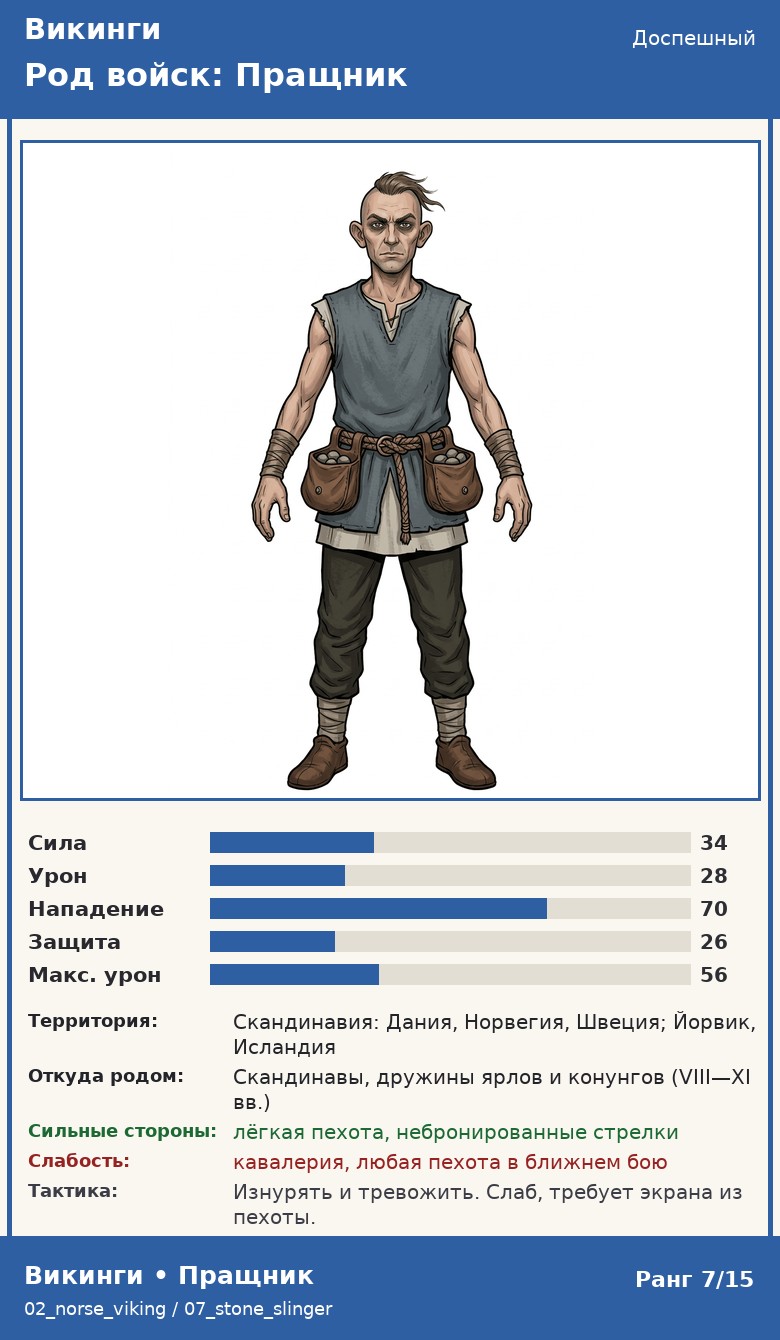 Викинги
Доспешный
Род войск: Пращник
Сила 34
Урон 28
Нападение 70
Защита 26
Макс. урон 56
Территория: Скандинавия: Дания, Норвегия, Швеция; Йорвик,
Исландия
Откуда родом: Скандинавы, дружины ярлов и конунгов (VIII—XI
вв.)
Сильные стороны: лёгкая пехота, небронированные стрелки
Слабость: кавалерия, любая пехота в ближнем бою
Тактика: Изнурять и тревожить. Слаб, требует экрана из
пехоты.
Викинги • Пращник
Ранг 7/15
02_norse_viking / 07_stone_slinger